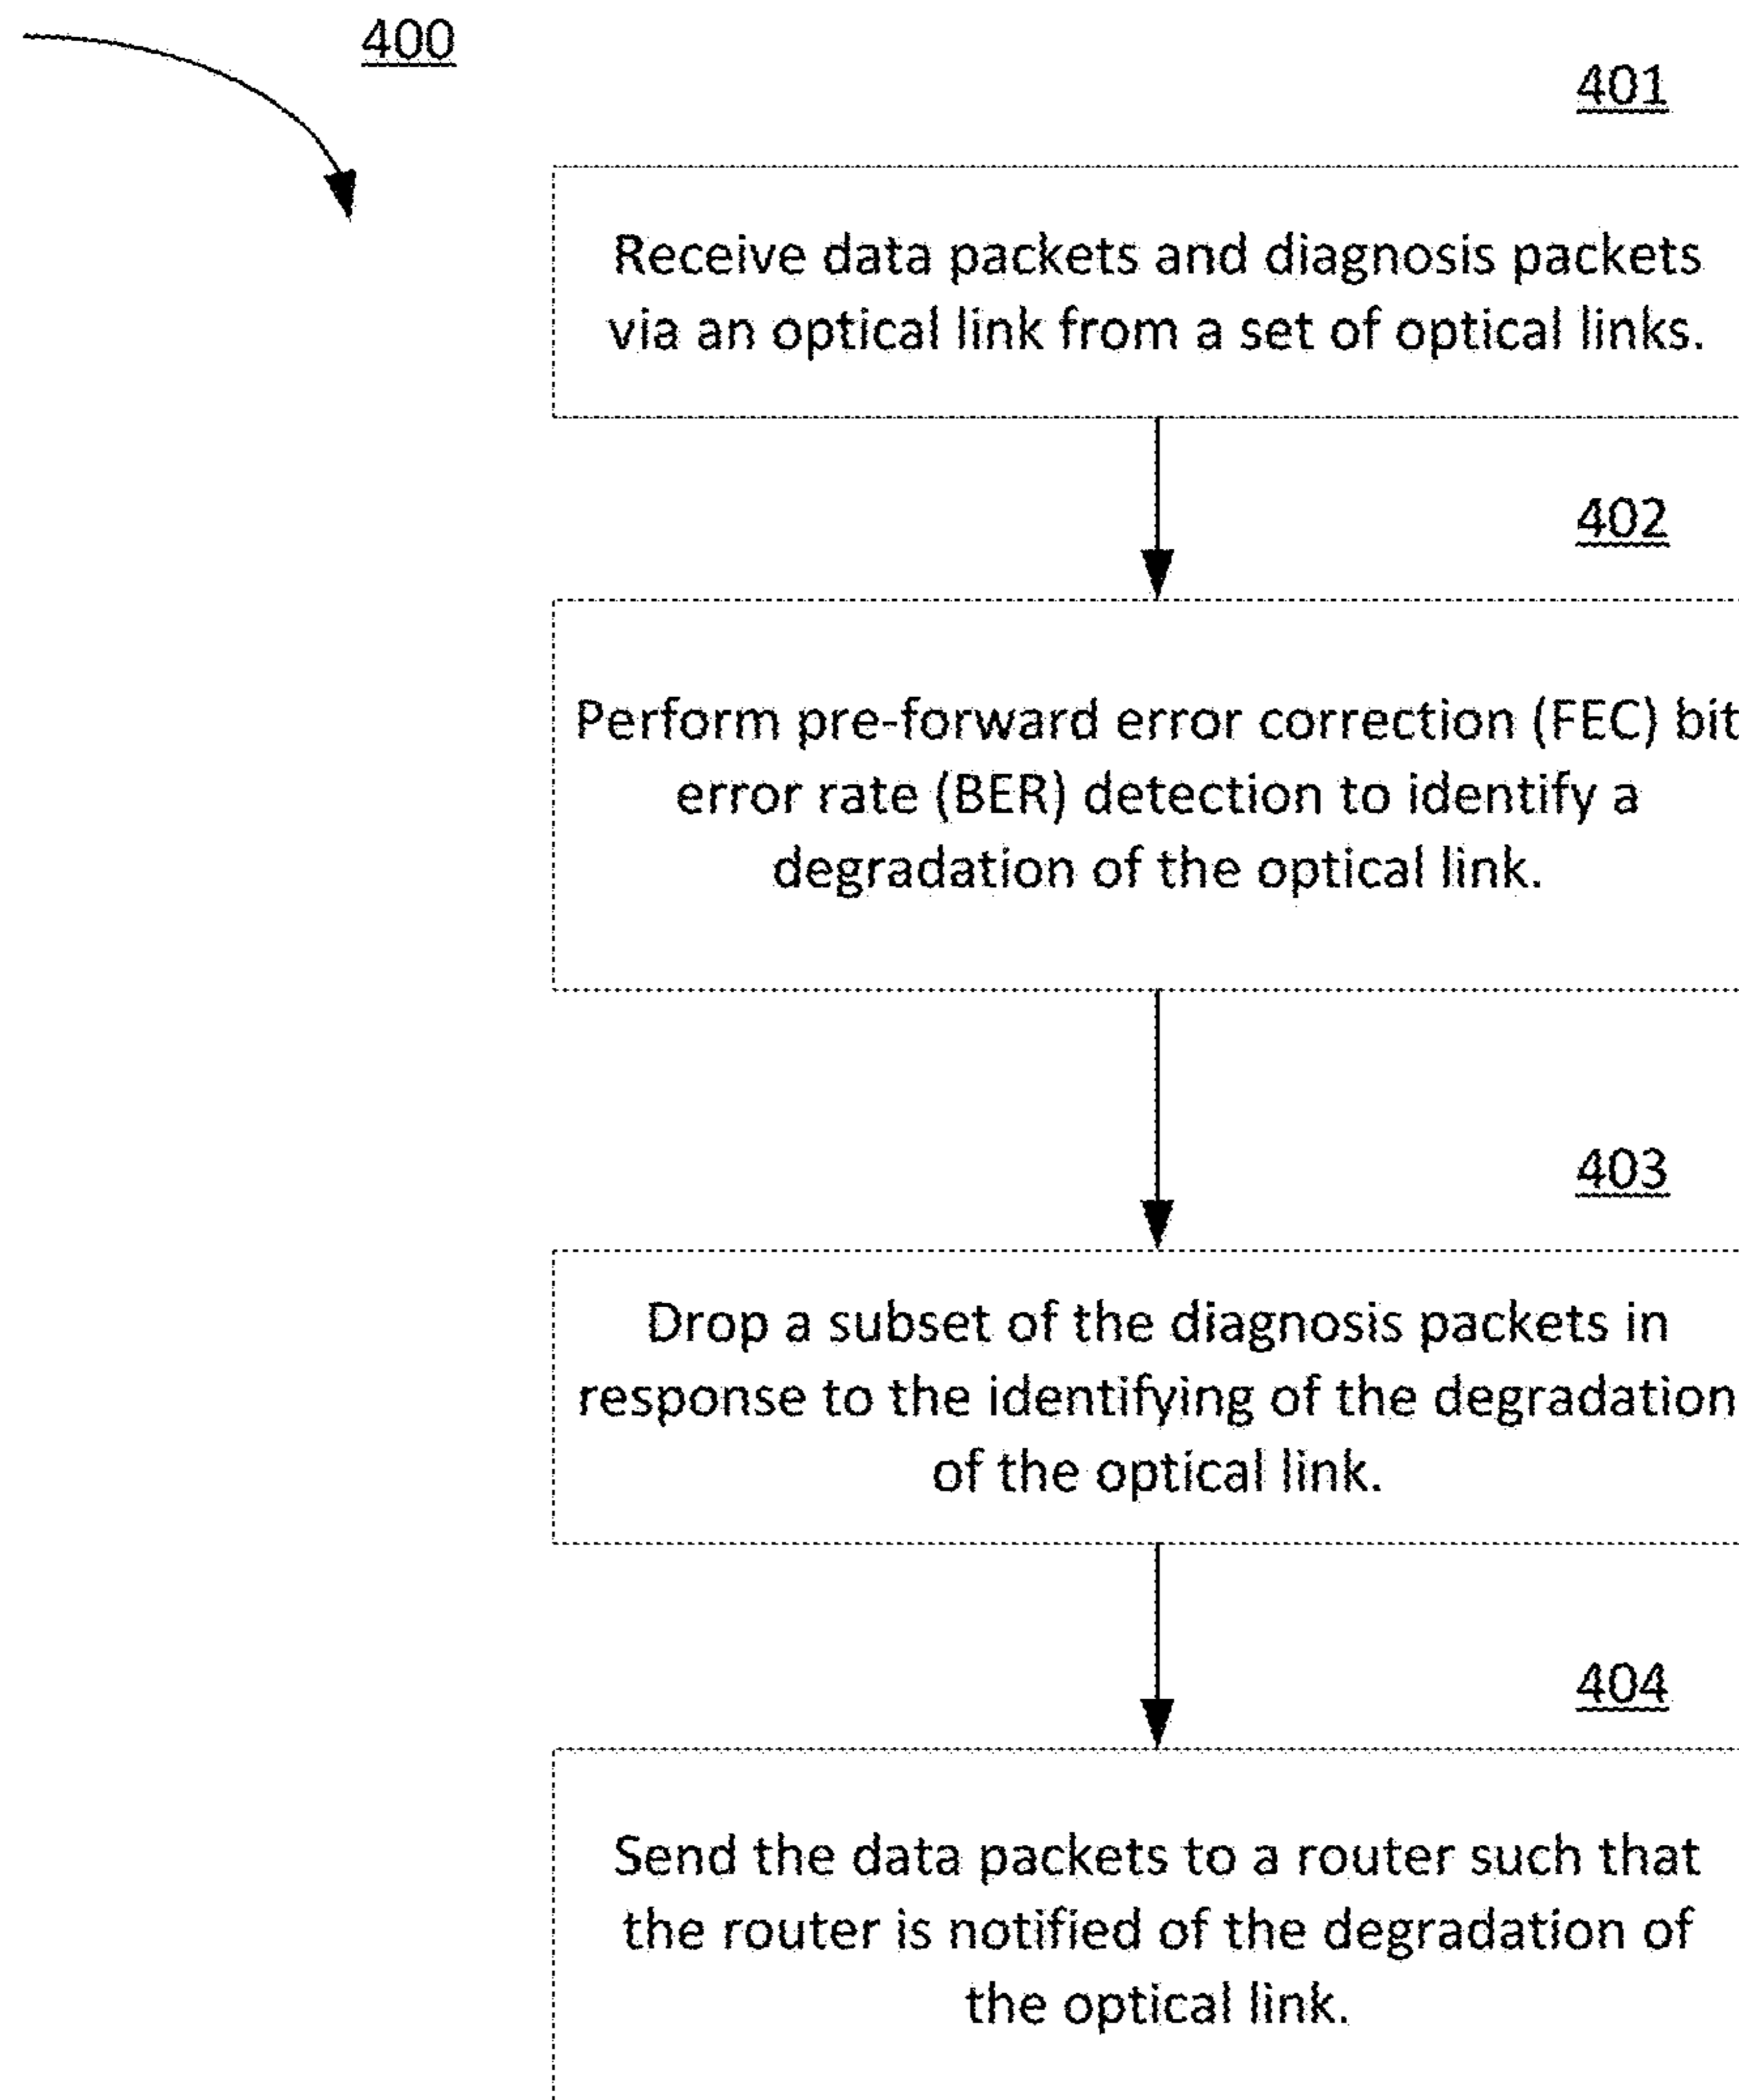 400
401
Receive data packets and diagnosis packets
via an optical link from a set of optical links.
402
Perform pre-forward error correction (FEC) bit
error rate (BER) detection to identify a
degradation of the optical link.
403
Drop a subset of the diagnosis packets in
response to the identifying of the degradation
of the optical link.
404
Send the data packets to a router such that
the router is notified of the degradation of
the optical link.